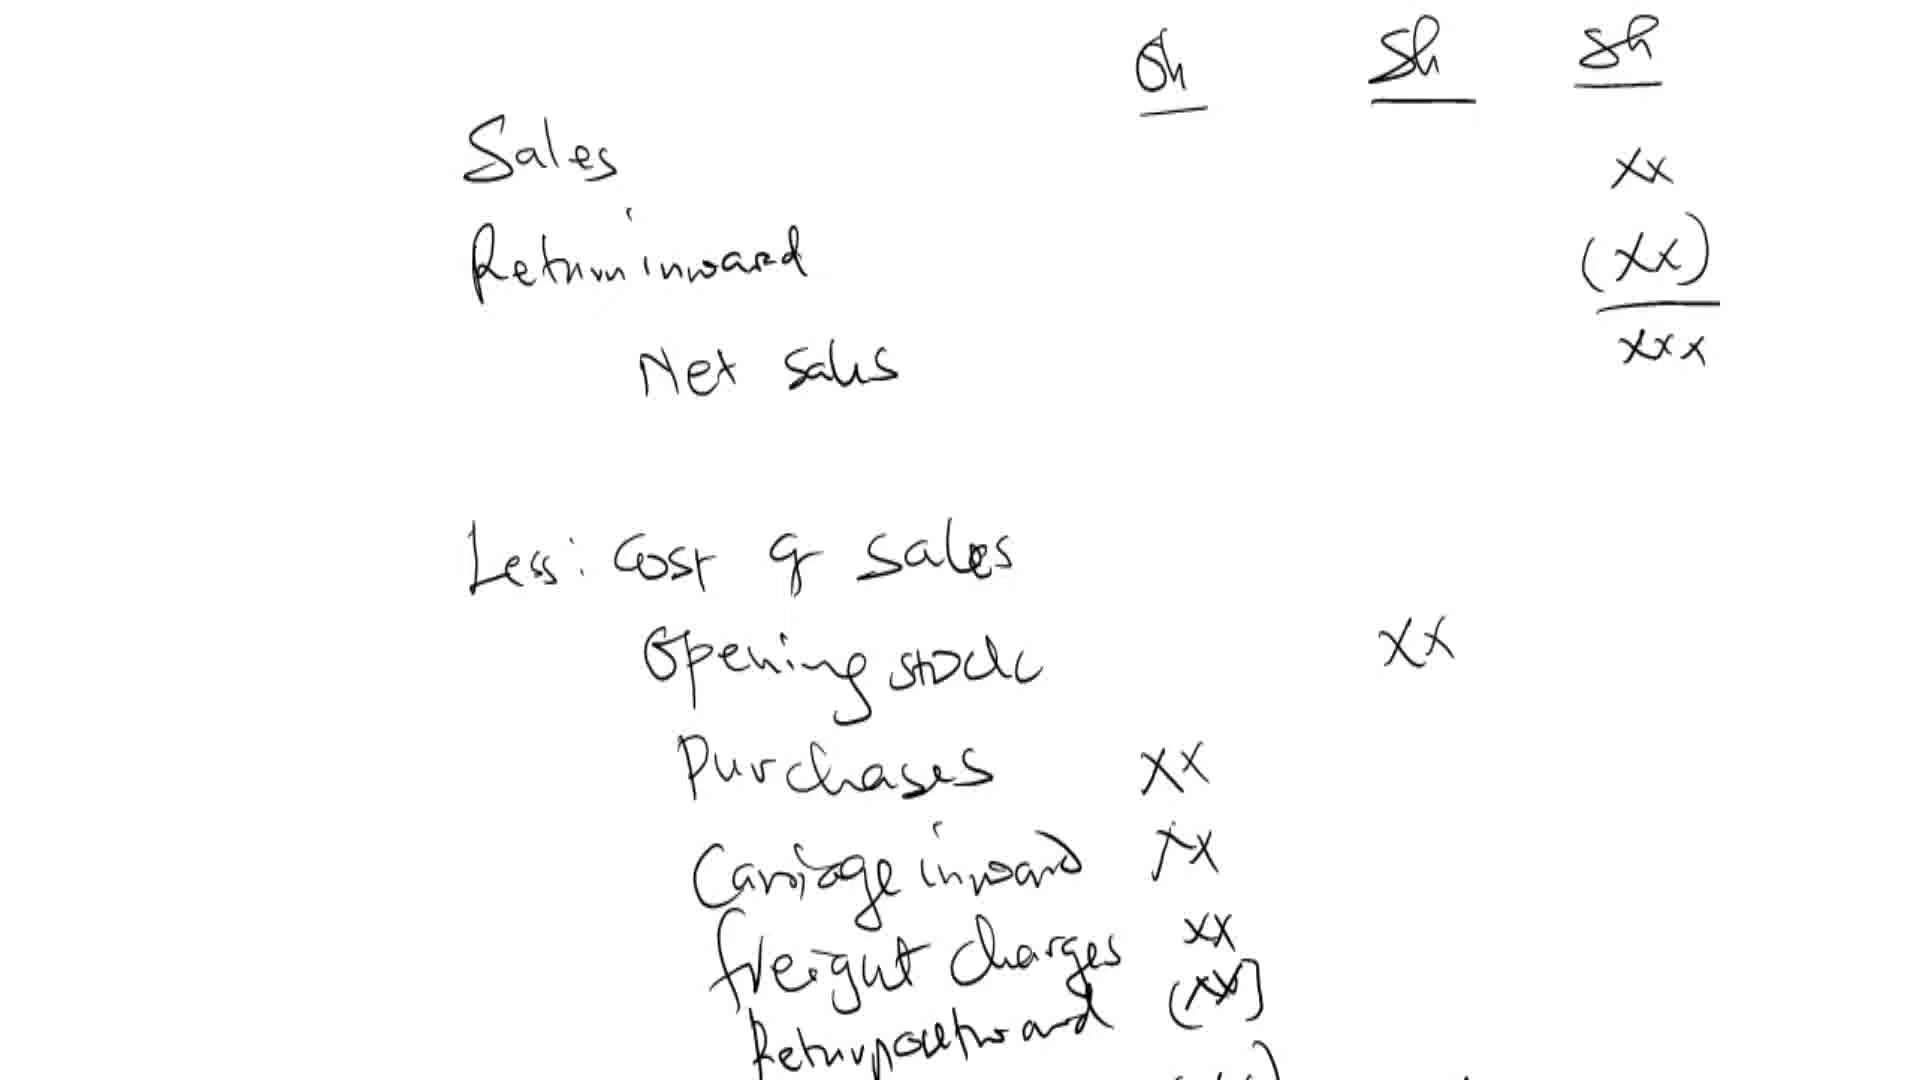 Sh Sh Sh
Sales xx
Return inward (xx)
Net sales xxx
Less: Cost of sales
Opening stock xx
Purchases xx
Carriage inward xx
freight charges xx
Return outward (xx)